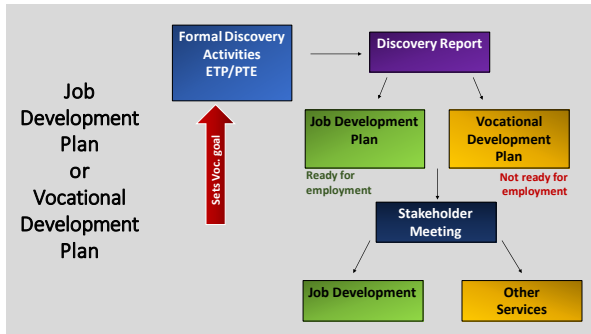 Job
Development
Plan
or
Vocational
Development
Plan
Formal Discovery
Activities
ETP/PTE
Sets Voc. goal
Discovery Report
Job Development
Plan
Ready for
employment
Vocational
Development
Plan
Not ready for
employment
Stakeholder
Meeting
Job Development
Other
Services